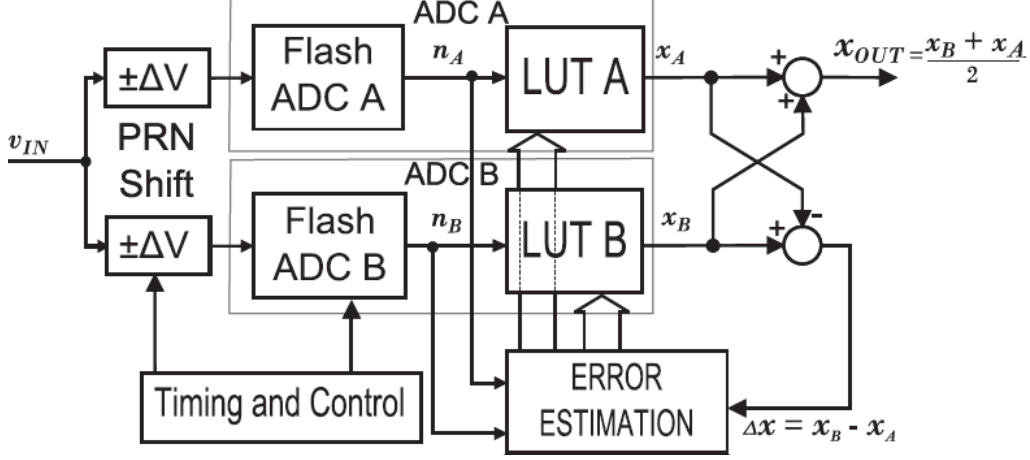 ADC A
±ΔV
Flash
ADC A
n_A
LUT A
x_A
+
+
x_OUT = x_B + x_A
2
v_IN
PRN
Shift
ADC B
±ΔV
Flash
ADC B
n_B
LUT B
x_B
+
-
Timing and Control
ERROR
ESTIMATION
Δx = x_B - x_A